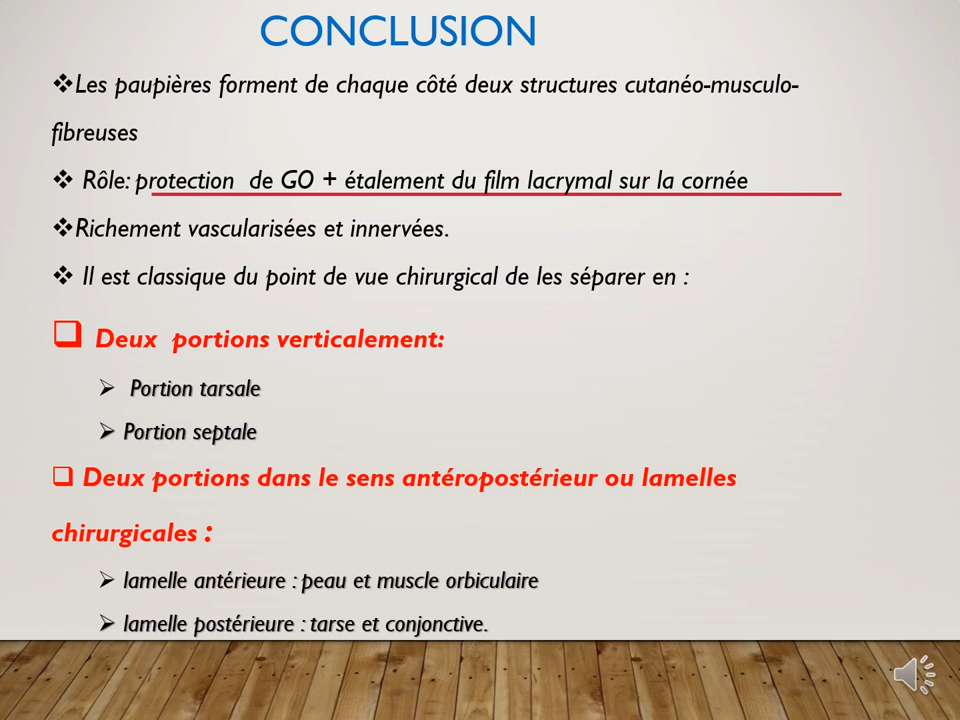 CONCLUSION
❖Les paupières forment de chaque côté deux structures cutanéo-musculo-
fibreuses
❖ Rôle: protection de GO + étalement du film lacrymal sur la cornée
❖Richement vascularisées et innervées.
❖ Il est classique du point de vue chirurgical de les séparer en :
❑ Deux portions verticalement:
➢ Portion tarsale
➢ Portion septale
❑ Deux portions dans le sens antéropostérieur ou lamelles
chirurgicales :
➢ lamelle antérieure : peau et muscle orbiculaire
➢ lamelle postérieure : tarse et conjonctive.